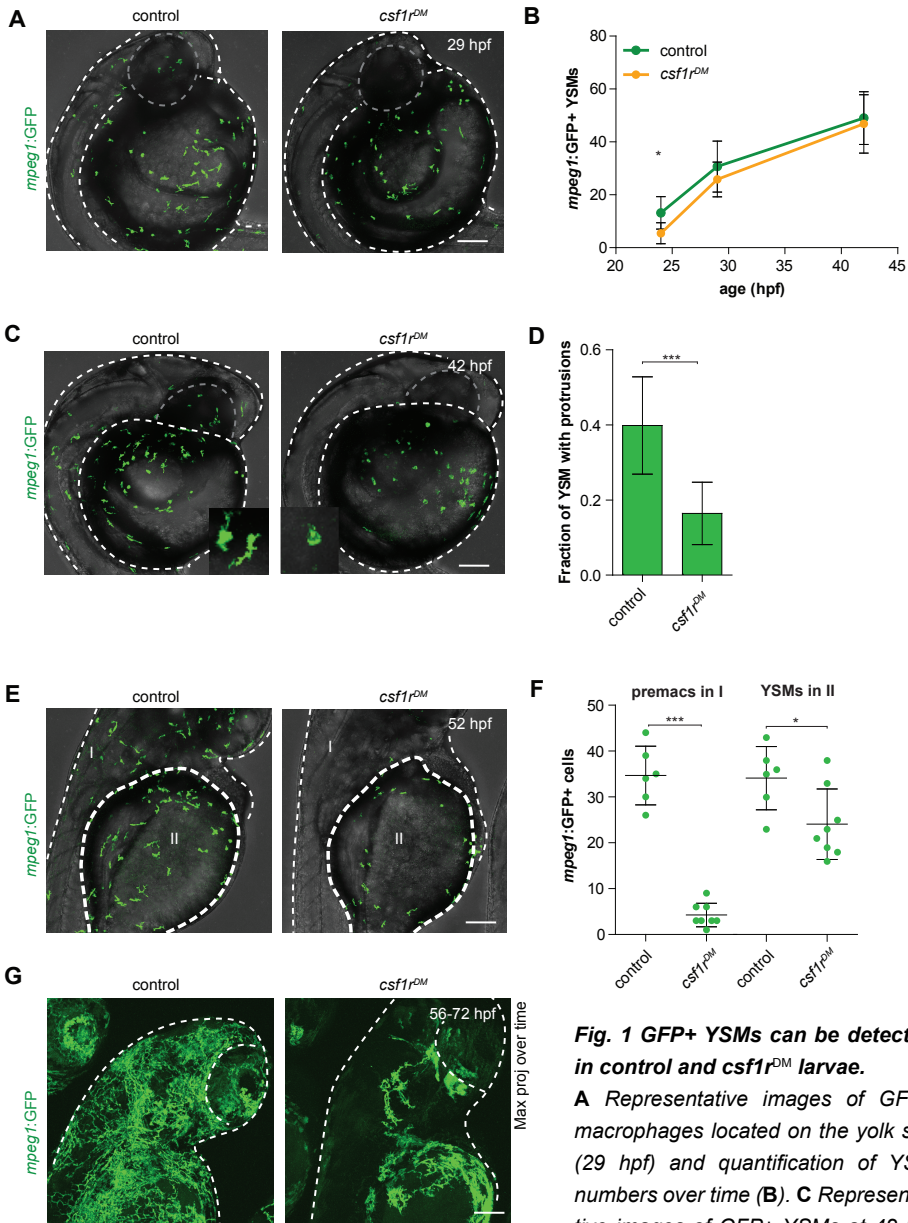 A
control
csf1rDM
29 hpf
mpeg1:GFP
B
control
csf1rDM
mpeg1:GFP+ YSMs
80
60
40
20
0
*
20
25
30
35
40
45
age (hpf)
C
control
csf1rDM
42 hpf
mpeg1:GFP
D
Fraction of YSM with protrusions
0.6
0.4
0.2
0.0
***
control
csf1rDM
E
control
csf1rDM
52 hpf
I
II
I
II
mpeg1:GFP
F
premacs in I
YSMs in II
mpeg1:GFP+ cells
50
40
30
20
10
0
***
*
control
csf1rDM
control
csf1rDM
G
control
csf1rDM
56-72 hpf
mpeg1:GFP
Max proj over time
Fig. 1 GFP+ YSMs can be detect
in control and csf1rDM larvae.
A Representative images of GF
macrophages located on the yolk s
(29 hpf) and quantification of YS
numbers over time (B). C Represen